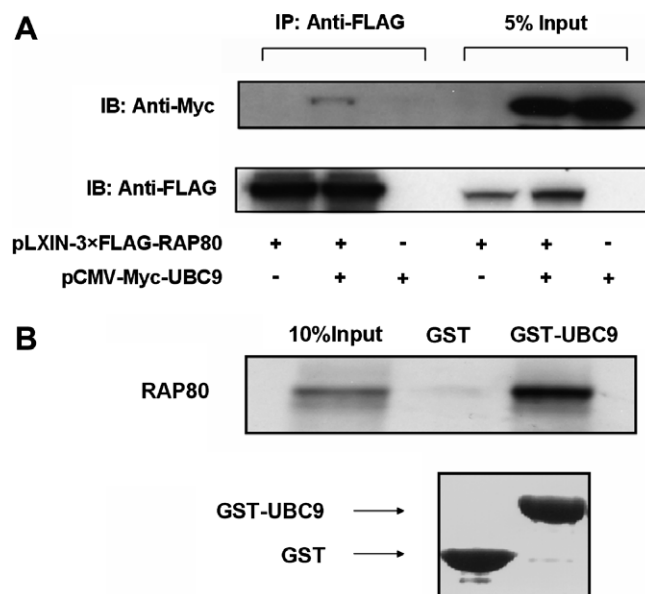 A
IP: Anti-FLAG 5% Input
IB: Anti-Myc
IB: Anti-FLAG
pLXIN-3×FLAG-RAP80 + + - + + -
pCMV-Myc-UBC9 - + + - + +
B
10%Input GST GST-UBC9
RAP80
GST-UBC9
GST